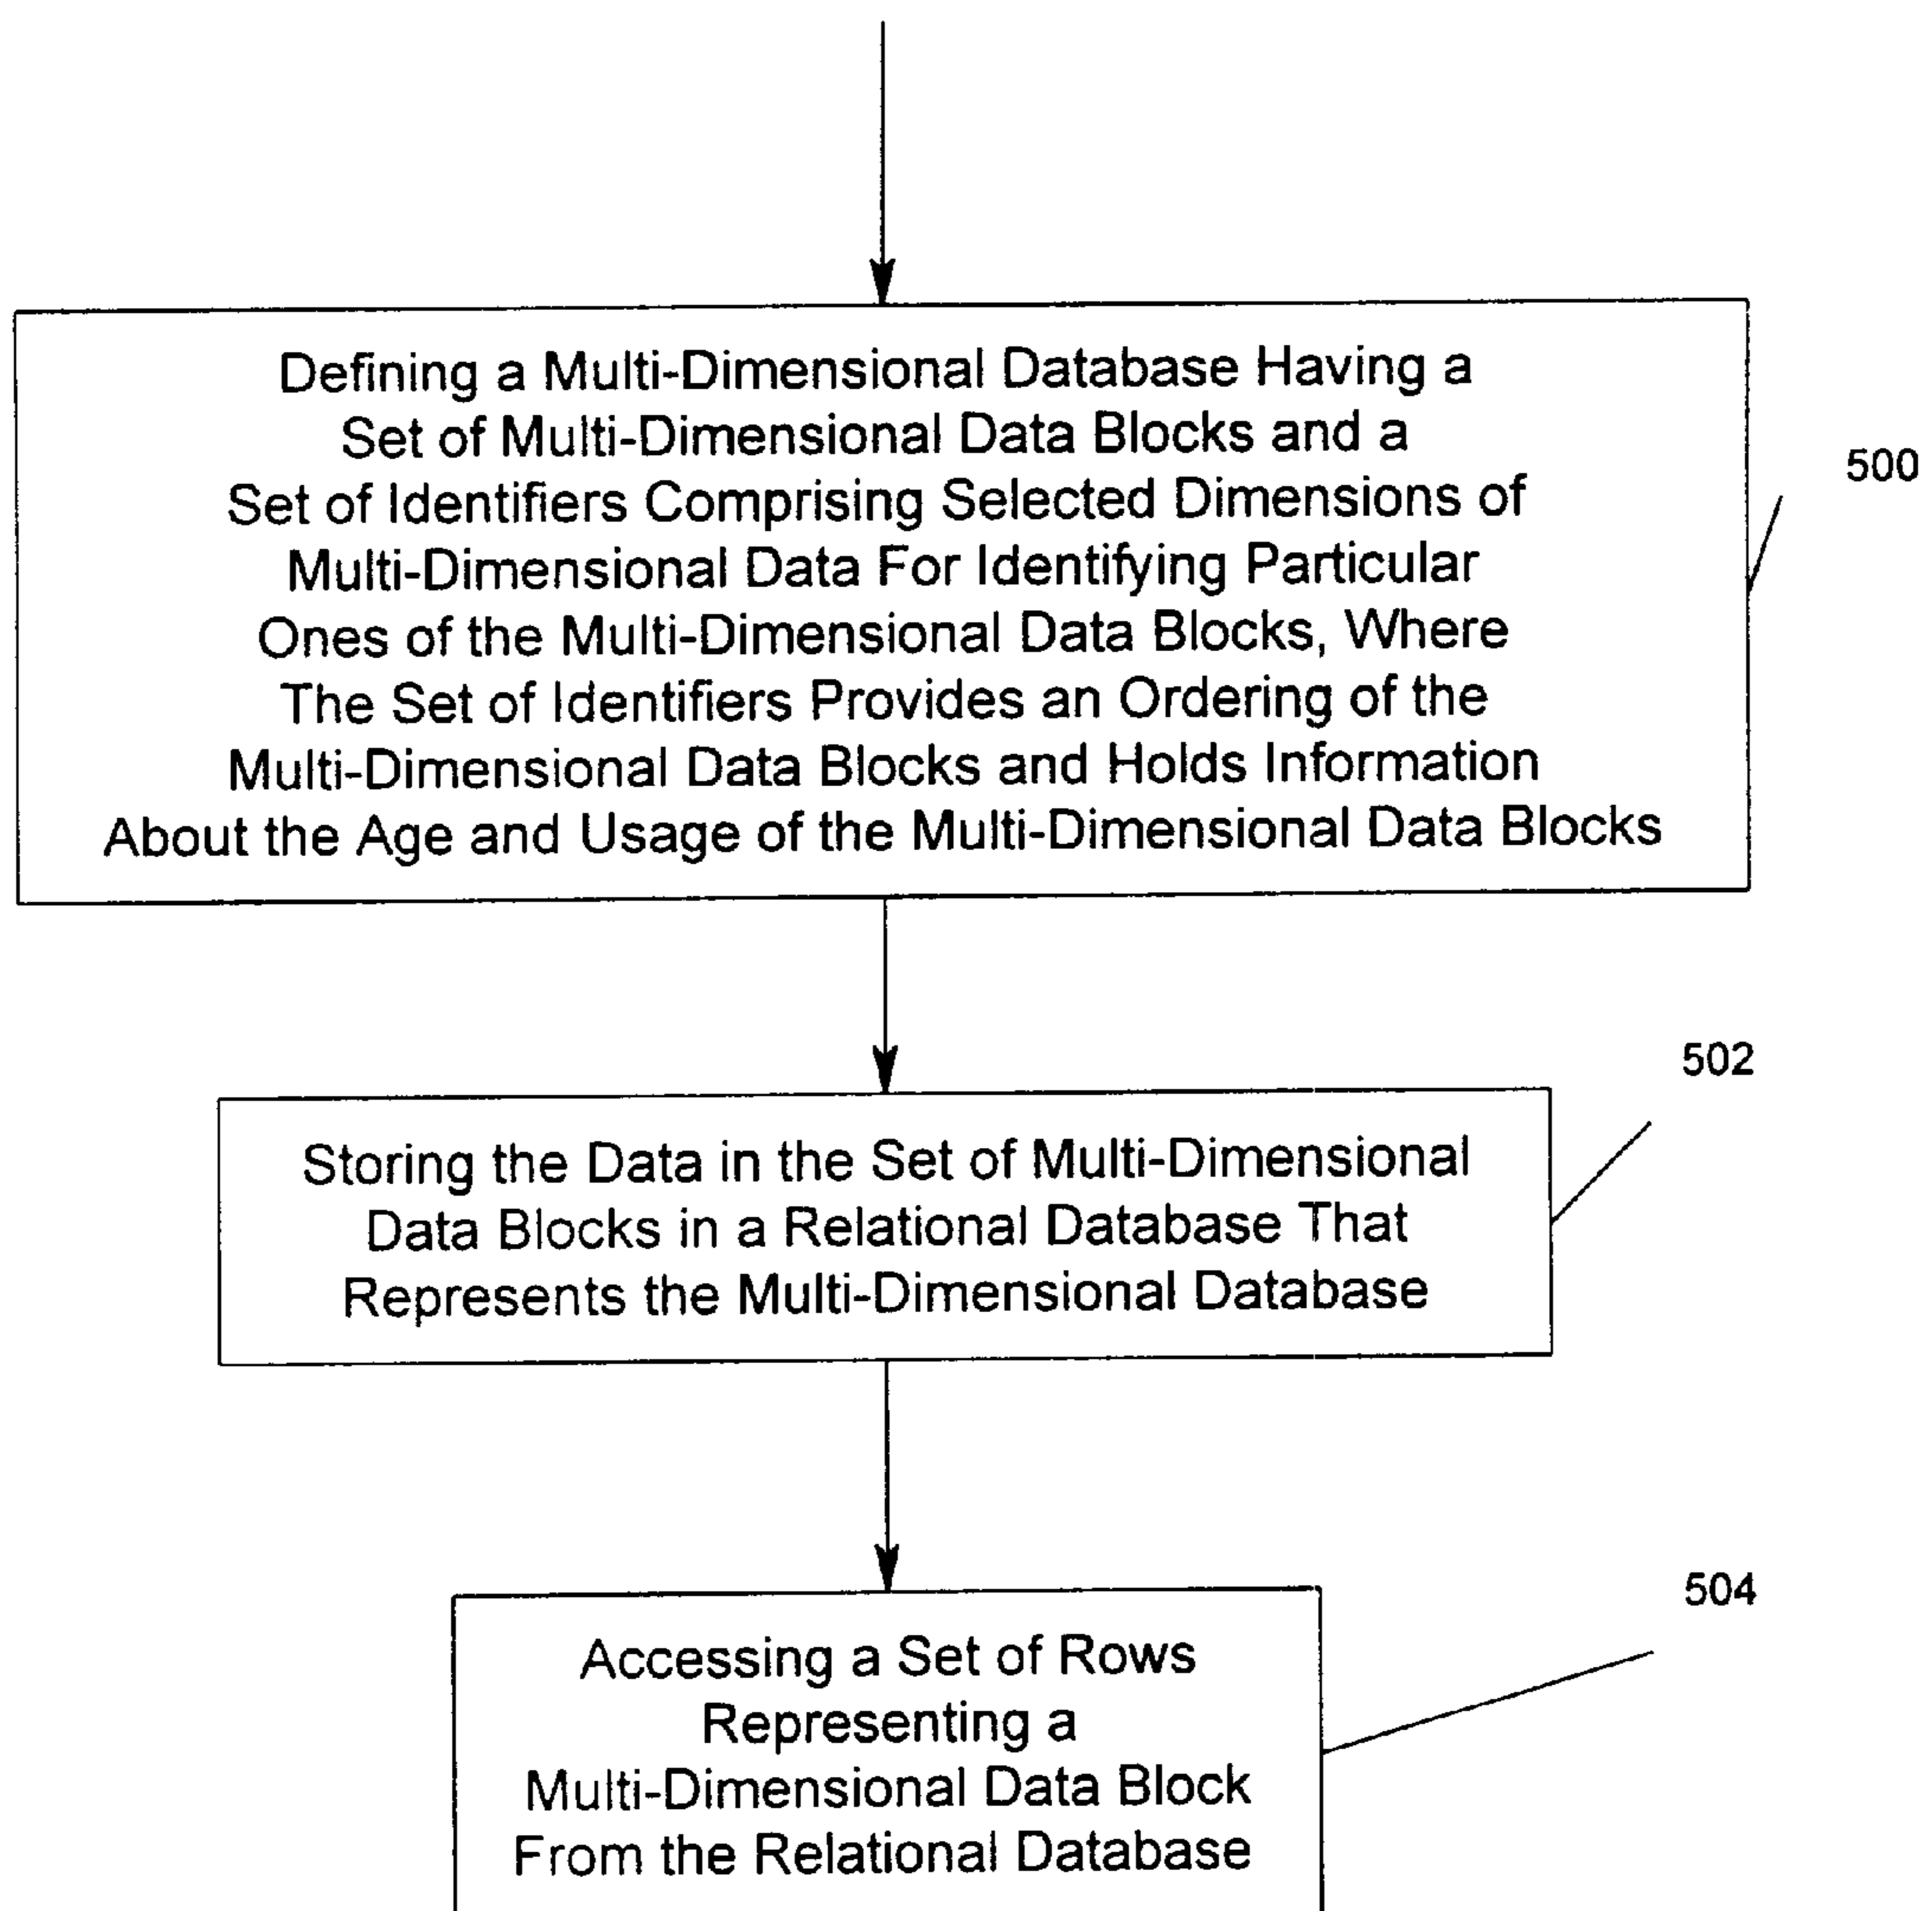 Defining a Multi-Dimensional Database Having a
Set of Multi-Dimensional Data Blocks and a
Set of Identifiers Comprising Selected Dimensions of
Multi-Dimensional Data For Identifying Particular
Ones of the Multi-Dimensional Data Blocks, Where
The Set of Identifiers Provides an Ordering of the
Multi-Dimensional Data Blocks and Holds Information
About the Age and Usage of the Multi-Dimensional Data Blocks
500
502
Storing the Data in the Set of Multi-Dimensional
Data Blocks in a Relational Database That
Represents the Multi-Dimensional Database
504
Accessing a Set of Rows
Representing a
Multi-Dimensional Data Block
From the Relational Database